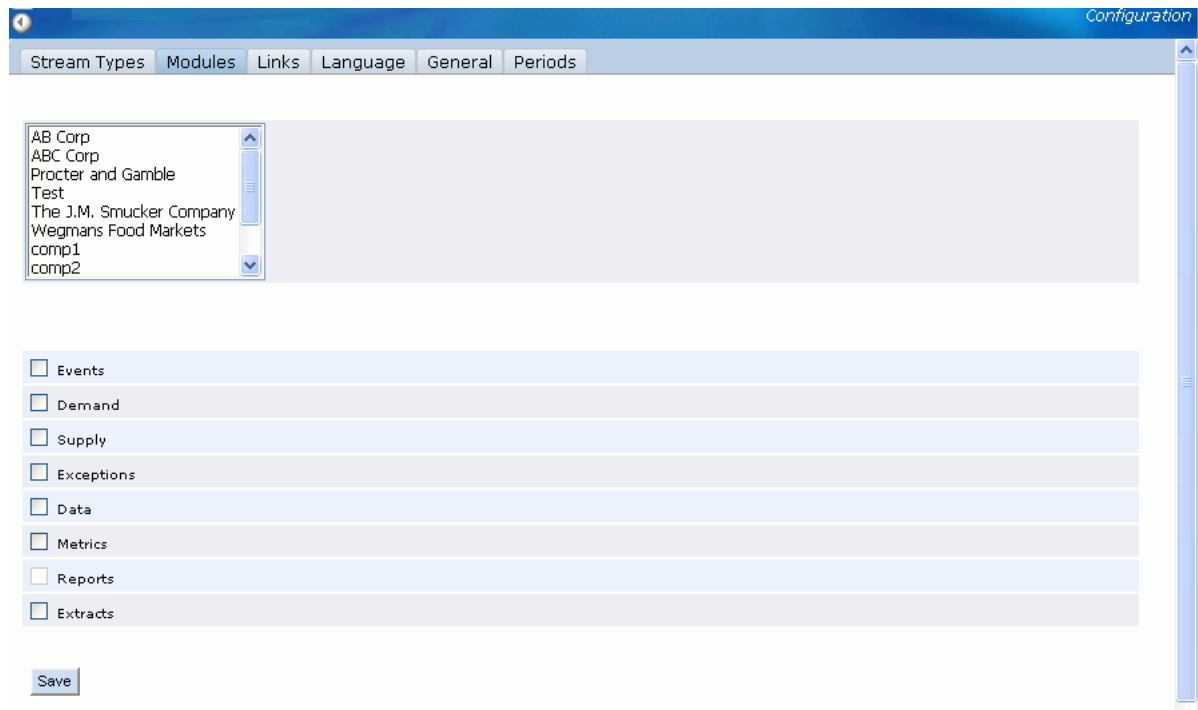 Configuration
Stream Types Modules Links Language General Periods
AB Corp
ABC Corp
Procter and Gamble
Test
The J.M. Smucker Company
Wegmans Food Markets
comp1
comp2
Events
Demand
Supply
Exceptions
Data
Metrics
Reports
Extracts
Save